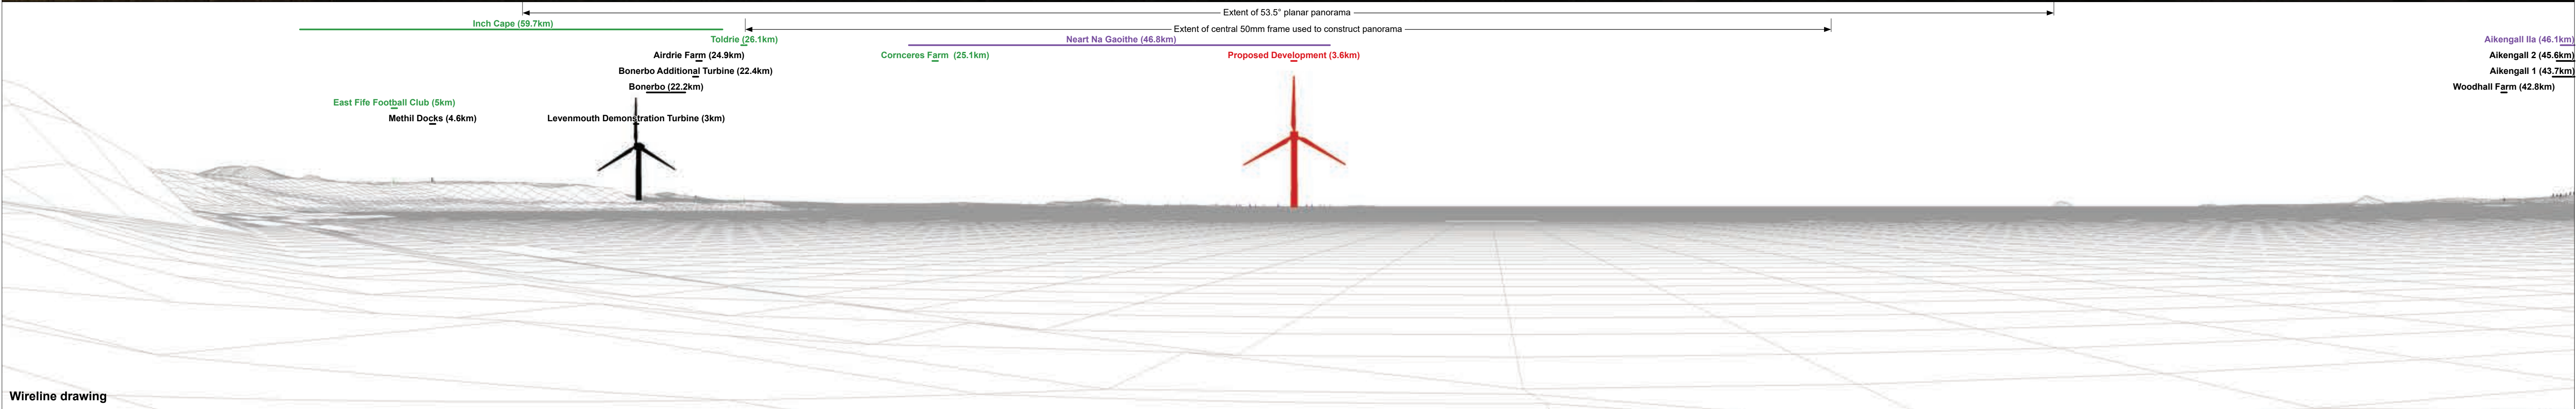 Extent of 53.5° planar panorama
Inch Cape (59.7km)
Extent of central 50mm frame used to construct panorama
Toldrie (26.1km)
Neart Na Gaoithe (46.8km)
Aikengall IIa (46.1km)
Airdrie Farm (24.9km)
Cornceres Farm (25.1km)
Proposed Development (3.6km)
Aikengall 2 (45.6km)
Bonerbo Additional Turbine (22.4km)
Aikengall 1 (43.7km)
Bonerbo (22.2km)
Woodhall Farm (42.8km)
East Fife Football Club (5km)
Methil Docks (4.6km)
Levenmouth Demonstration Turbine (3km)
Wireline drawing